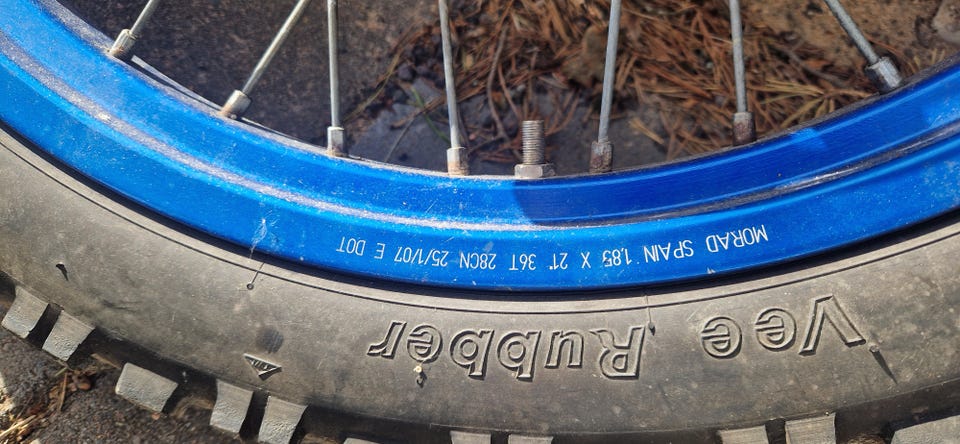 MORAD SPAIN 1,85 X 21" 36T 28CN 25/1/07 E DOT
Vee Rubber